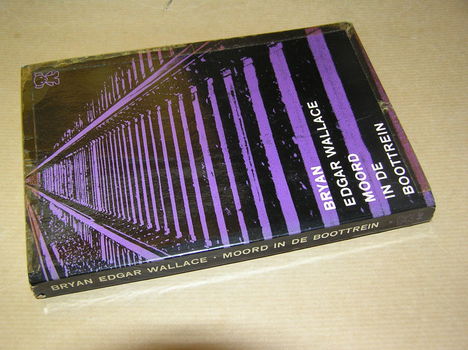 BRYAN
EDGAR WALLACE
MOORD
IN DE
BOOTTREIN
BRYAN EDGAR WALLACE · MOORD IN DE BOOTTREIN